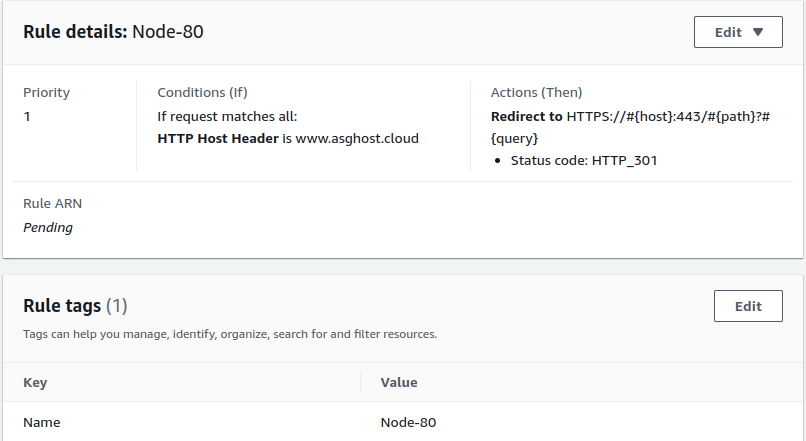 Rule details: Node-80
Edit
Priority
1
Conditions (If)
If request matches all:
HTTP Host Header is www.asghost.cloud
Actions (Then)
Redirect to HTTPS://#{host}:443/#{path}?#
{query}
• Status code: HTTP_301
Rule ARN
Pending
Rule tags (1)
Edit
Tags can help you manage, identify, organize, search for and filter resources.
Key
Value
Name
Node-80